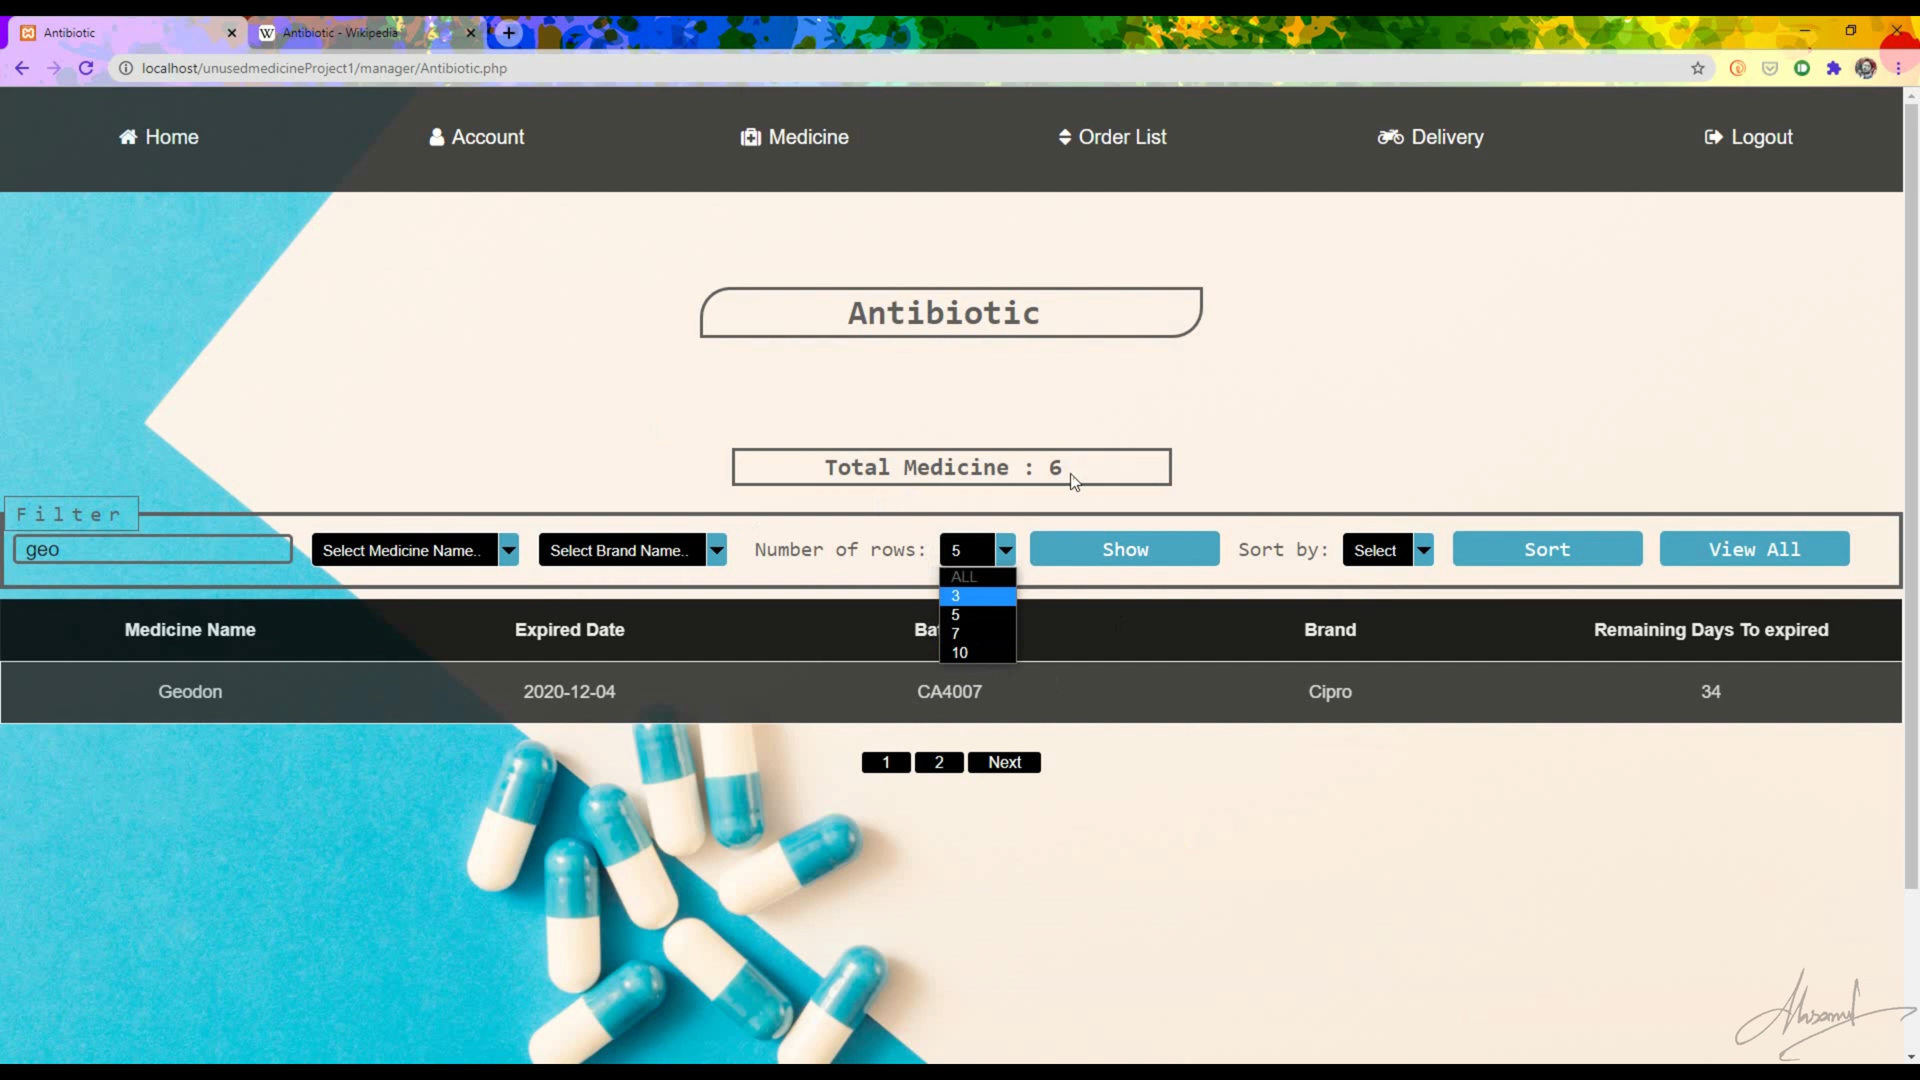 Antibiotic
Antibiotic - Wikipedia
localhost/unusedmedicineProject1/manager/Antibiotic.php
Home Account Medicine Order List Delivery Logout
Antibiotic
Total Medicine : 6
Filter
geo Select Medicine Name.. Select Brand Name.. Number of rows: 5 Show Sort by: Select Sort View All
ALL
3
5
7
10
Medicine Name Expired Date Brand Remaining Days To expired
Geodon 2020-12-04 CA4007 Cipro 34
1 2 Next